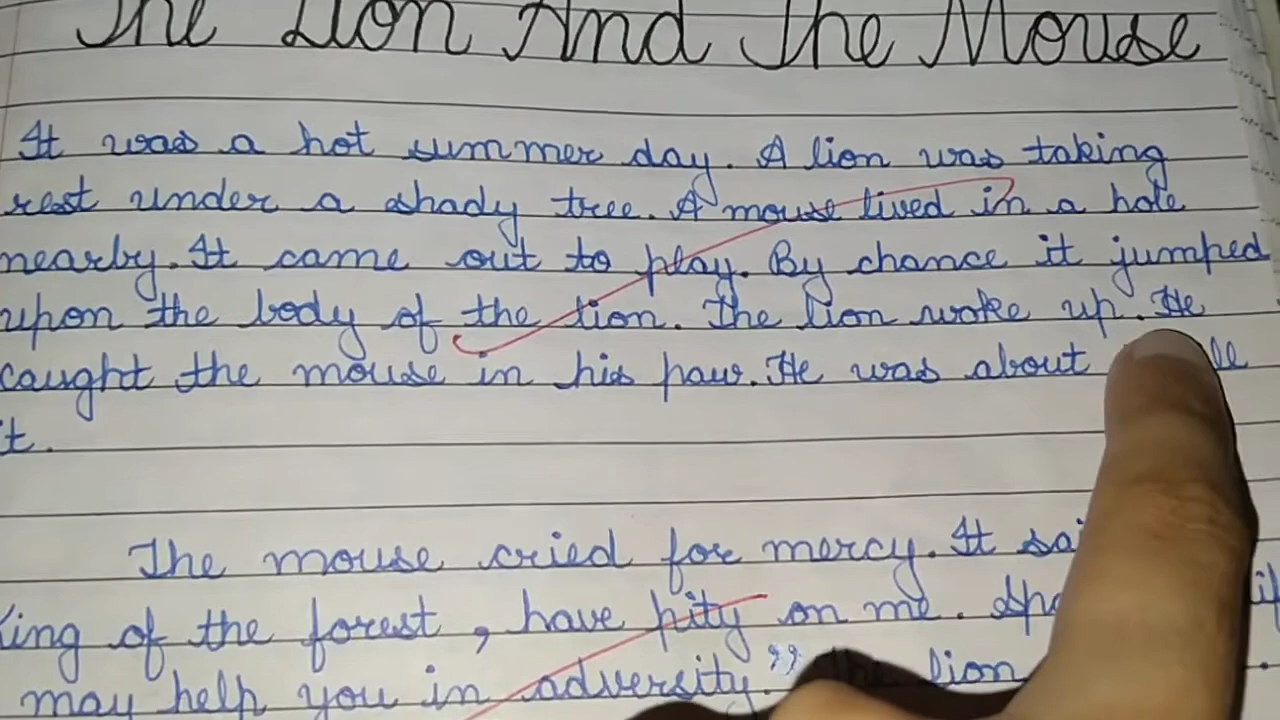 The Lion And The Mouse
It was a hot summer day. A lion was taking
rest under a shady tree. A mouse lived in a hole
nearby. It came out to play. By chance it jumped
upon the body of the lion. The lion woke up. He
caught the mouse in his paw. He was about
it.
The mouse cried for mercy. It
King of the forest, have pity on me.
may help you in adversity.” The lion